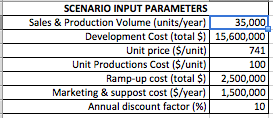 SCENARIO INPUT PARAMETERS
Sales & Production Volume (units/year) 35,000
Development Cost (total $) 15,600,000
Unit price ($/unit) 741
Unit Productions Cost ($/unit) 100
Ramp-up cost (total $) 2,500,000
Marketing & suppost cost ($/year) 1,500,000
Annual discount factor (%) 10